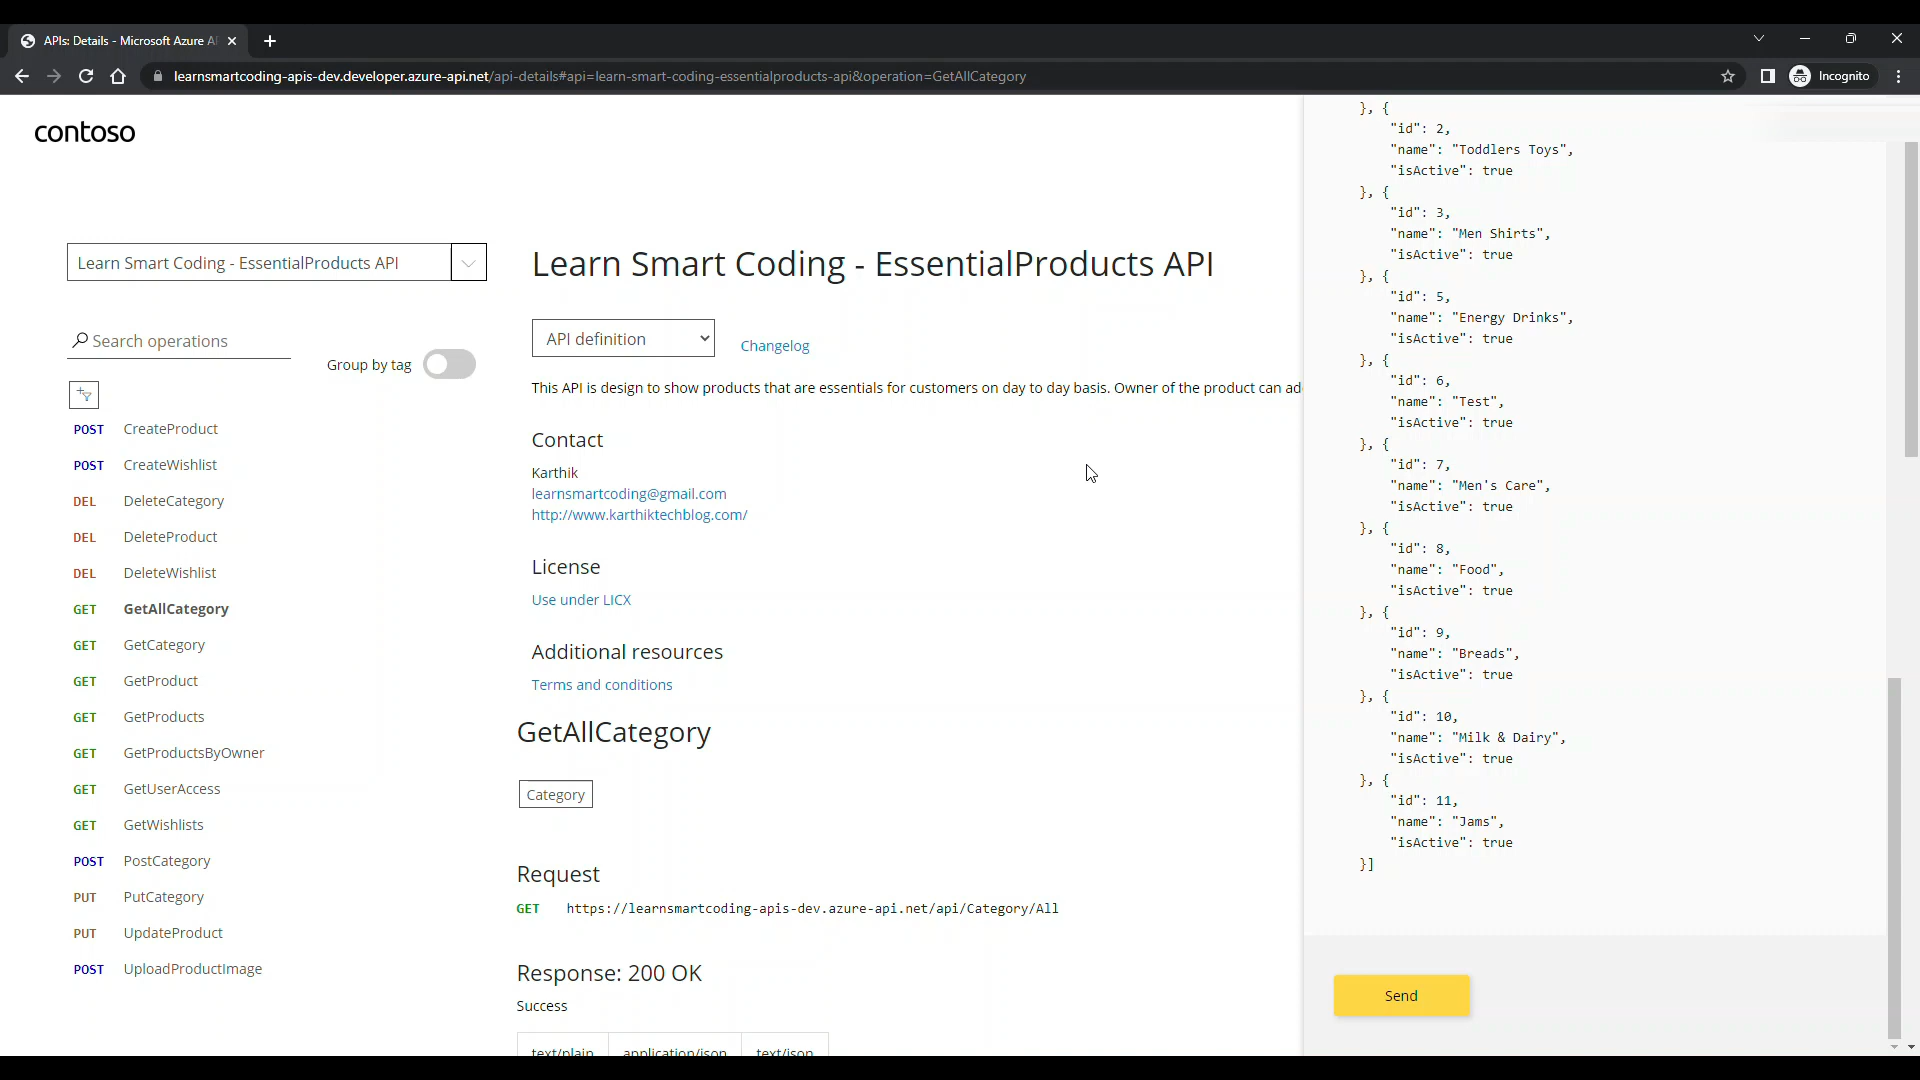 APIs: Details - Microsoft Azure A
learnsmartcoding-apis-dev.developer.azure-api.net/api-details#api=learn-smart-coding-essentialproducts-api&operation=GetAllCategory
Incognito
contoso
Learn Smart Coding - EssentialProducts API
Search operations
Group by tag
POST CreateProduct
POST CreateWishlist
DEL DeleteCategory
DEL DeleteProduct
DEL DeleteWishlist
GET GetAllCategory
GET GetCategory
GET GetProduct
GET GetProducts
GET GetProductsByOwner
GET GetUserAccess
GET GetWishlists
POST PostCategory
PUT PutCategory
PUT UpdateProduct
POST UploadProductImage
Learn Smart Coding - EssentialProducts API
API definition
Changelog
This API is design to show products that are essentials for customers on day to day basis. Owner of the product can ad
Contact
Karthik
learnsmartcoding@gmail.com
http://www.karthiktechblog.com/
License
Use under LICX
Additional resources
Terms and conditions
GetAllCategory
Category
Request
GET https://learnsmartcoding-apis-dev.azure-api.net/api/Category/All
Response: 200 OK
Success
text/plain application/json text/json
}, {
"id": 2,
"name": "Toddlers Toys",
"isActive": true
}, {
"id": 3,
"name": "Men Shirts",
"isActive": true
}, {
"id": 5,
"name": "Energy Drinks",
"isActive": true
}, {
"id": 6,
"name": "Test",
"isActive": true
}, {
"id": 7,
"name": "Men's Care",
"isActive": true
}, {
"id": 8,
"name": "Food",
"isActive": true
}, {
"id": 9,
"name": "Breads",
"isActive": true
}, {
"id": 10,
"name": "Milk & Dairy",
"isActive": true
}, {
"id": 11,
"name": "Jams",
"isActive": true
}]
Send